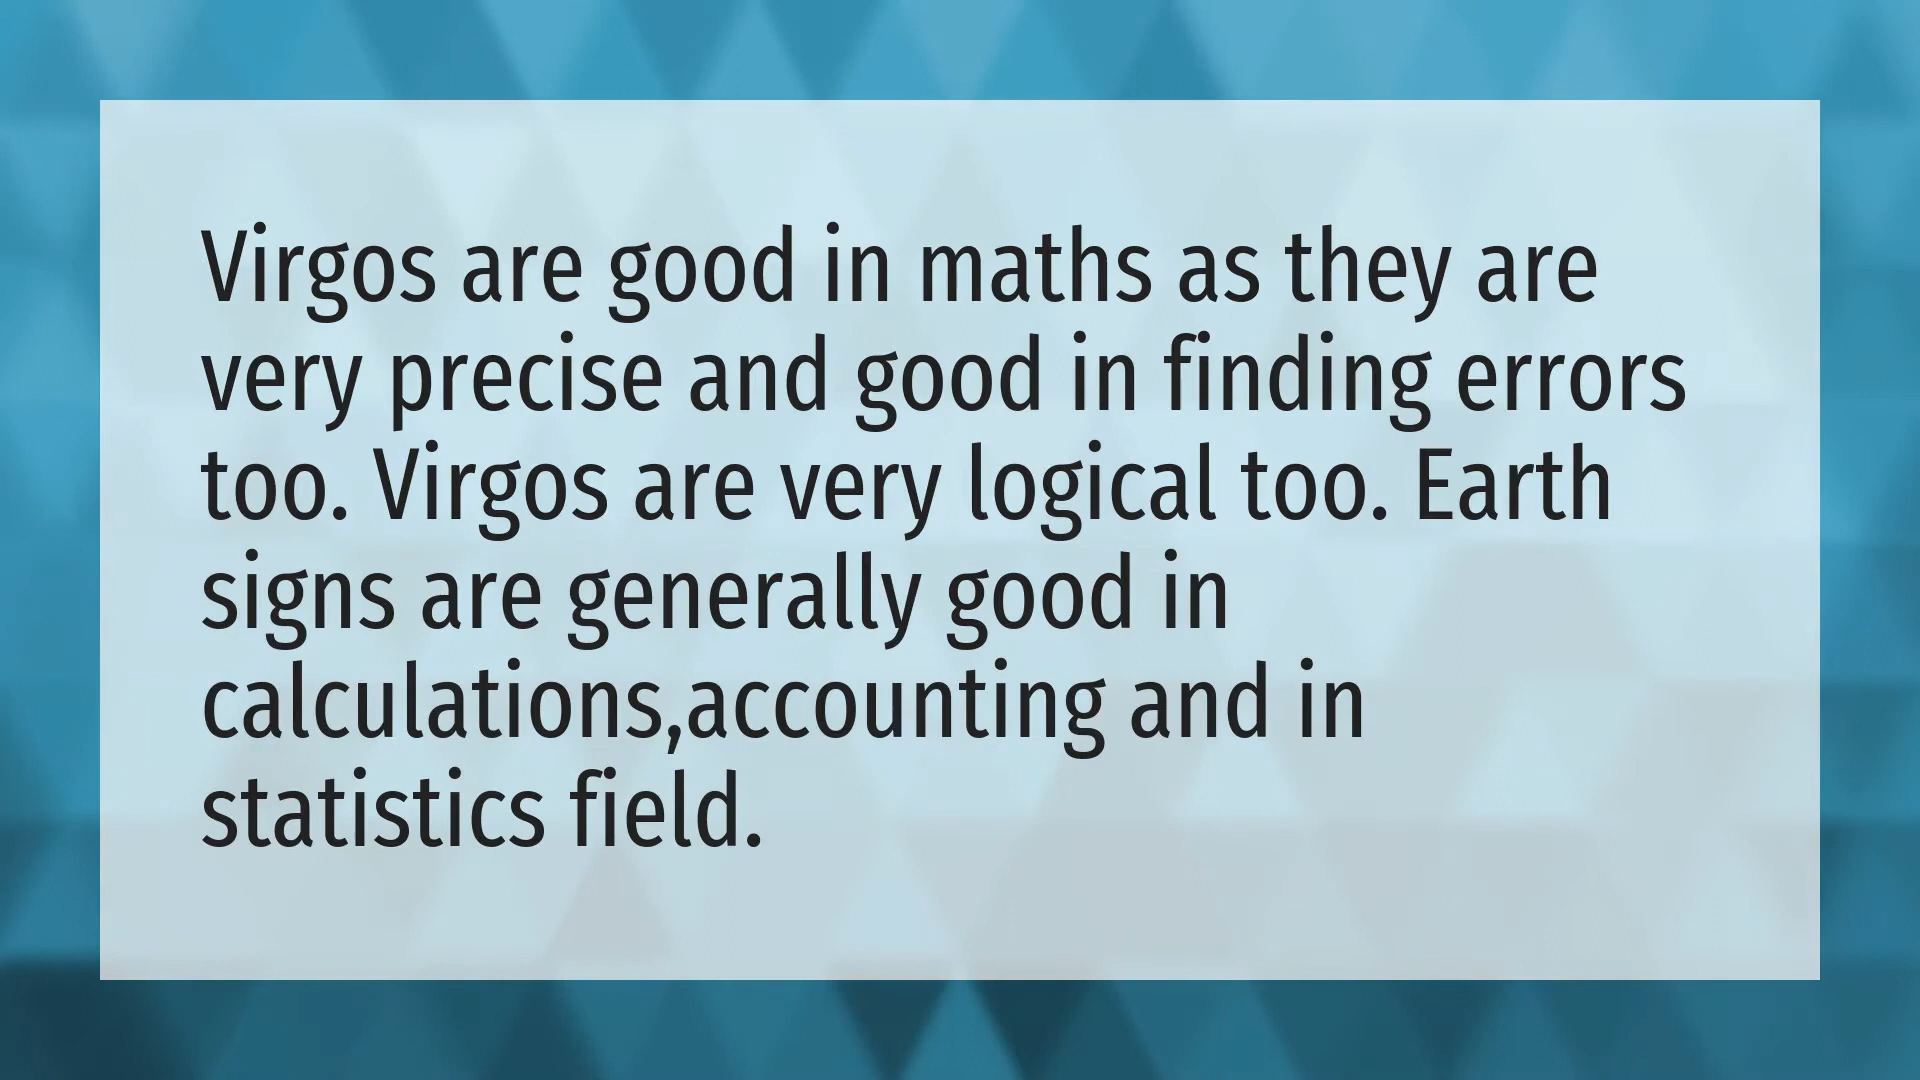 Virgos are good in maths as they are
very precise and good in finding errors
too. Virgos are very logical too. Earth
signs are generally good in
calculations,accounting and in
statistics field.